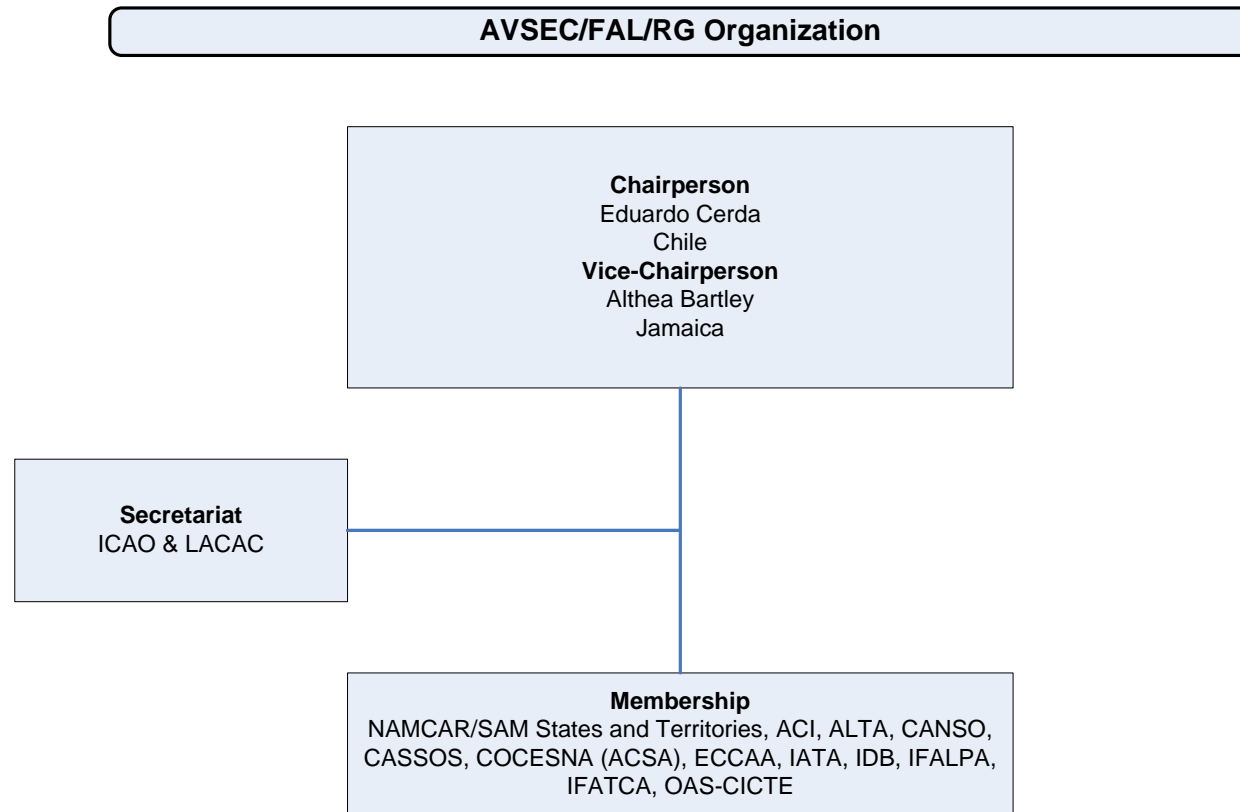 AVSEC/FAL/RG Organization
Chairperson
Eduardo Cerda
Chile
Vice-Chairperson
Althea Bartley
Jamaica
Secretariat
ICAO & LACAC
Membership
NAMCAR/SAM States and Territories, ACI, ALTA, CANSO,
CASSOS, COCESNA (ACSA), ECCAA, IATA, IDB, IFALPA,
IFATCA, OAS-CICTE